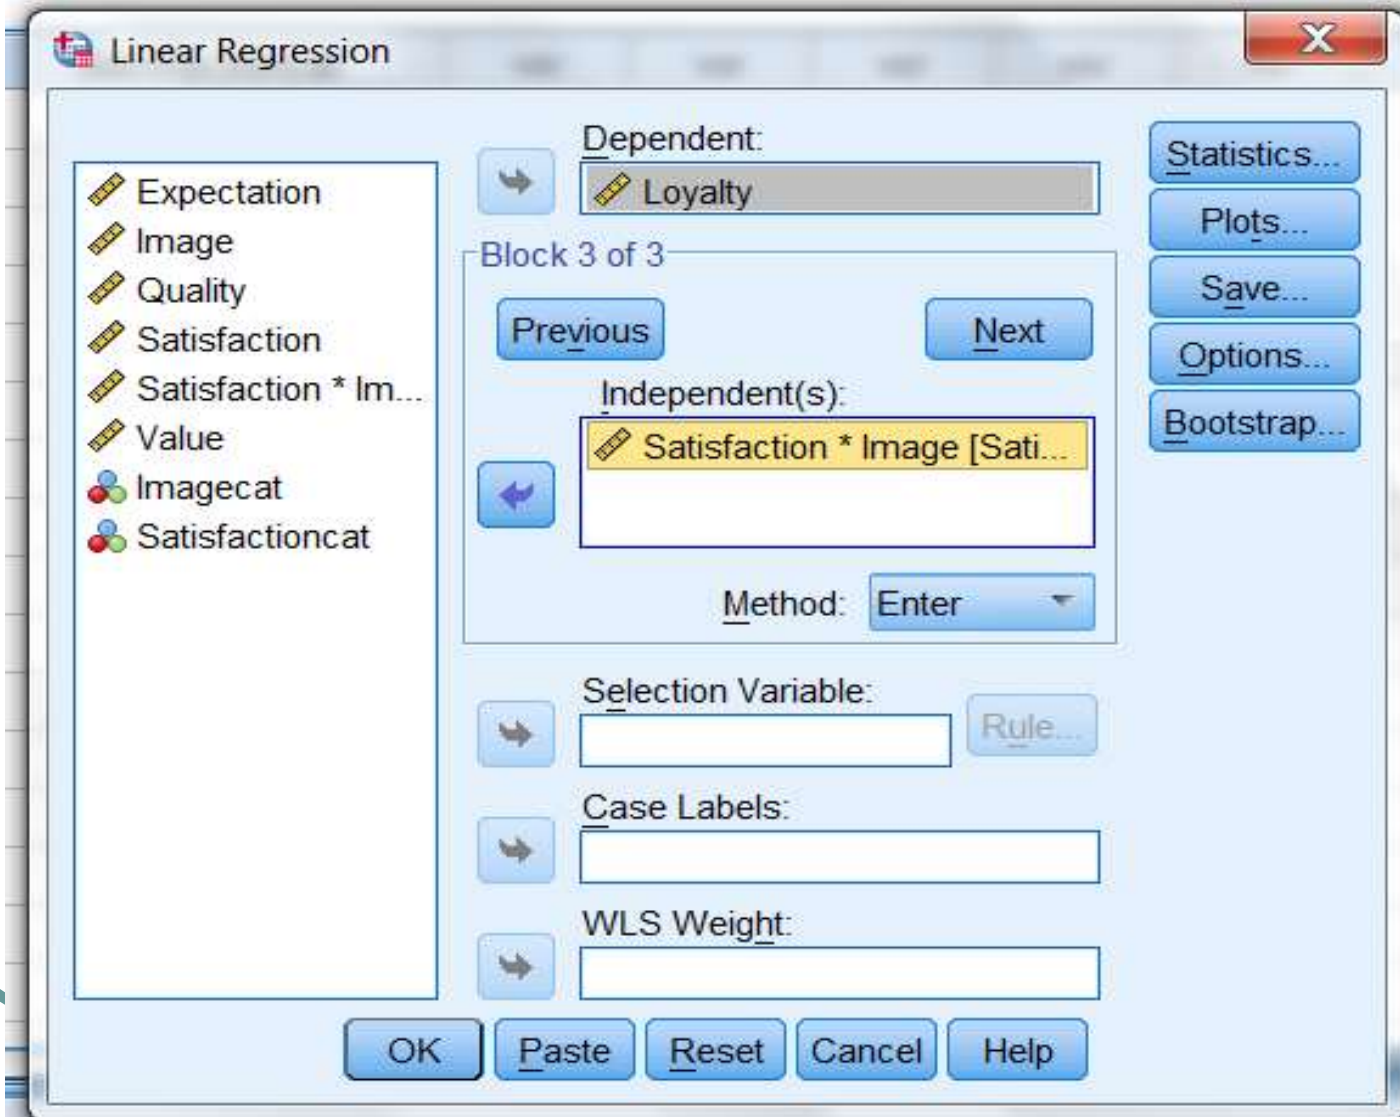 Linear Regression
X
Expectation
Image
Quality
Satisfaction
Satisfaction * Im...
Value
Imagecat
Satisfactioncat
Dependent:
Loyalty
Block 3 of 3
Previous
Next
Independent(s):
Satisfaction * Image [Sati...
Method: Enter
Selection Variable:
Rule...
Case Labels:
WLS Weight:
Statistics...
Plots...
Save...
Options...
Bootstrap...
OK Paste Reset Cancel Help